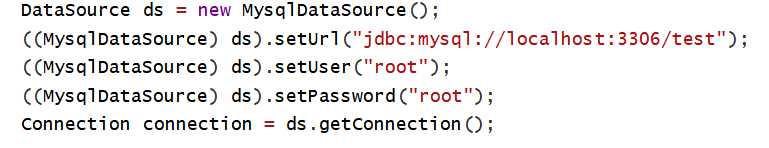 DataSource ds = new MysqlDataSource();
((MysqlDataSource) ds).setUrl("jdbc:mysql://localhost:3306/test");
((MysqlDataSource) ds).setUser("root");
((MysqlDataSource) ds).setPassword("root");
Connection connection = ds.getConnection();